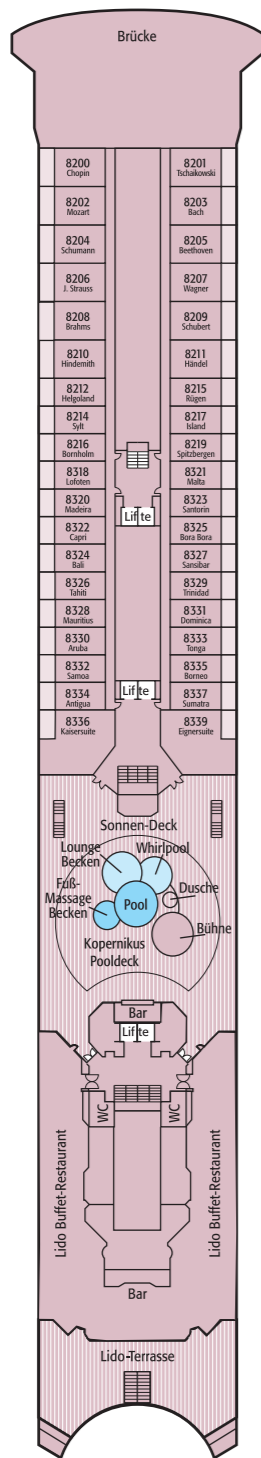 Brücke
8200
Chopin
8201
Tschaikowski
8202
Mozart
8203
Bach
8204
Schumann
8205
Beethoven
8206
J. Strauss
8207
Wagner
8208
Brahms
8209
Schubert
8210
Hindemith
8211
Händel
8212
Helgoland
8215
Rügen
8214
Sylt
8217
Island
8216
Bornholm
8219
Spitzbergen
8318
Lofoten
8321
Malta
8320
Madeira
8323
Santorin
Lifte
8322
Capri
8325
Bora Bora
8324
Bali
8327
Sansibar
8326
Tahiti
8329
Trinidad
8328
Mauritius
8331
Dominica
8330
Aruba
8333
Tonga
8332
Samoa
8335
Borneo
8334
Antigua
8337
Sumatra
Lifte
8336
Kaisersuite
8339
Eignersuite
Sonnen-Deck
Lounge
Becken
Whirlpool
Fuß-
Massage
Becken
Dusche
Pool
Bühne
Kopernikus
Pooldeck
Bar
Lifte
WC
WC
Lido Buffet-Restaurant
Lido Buffet-Restaurant
Bar
Lido-Terrasse